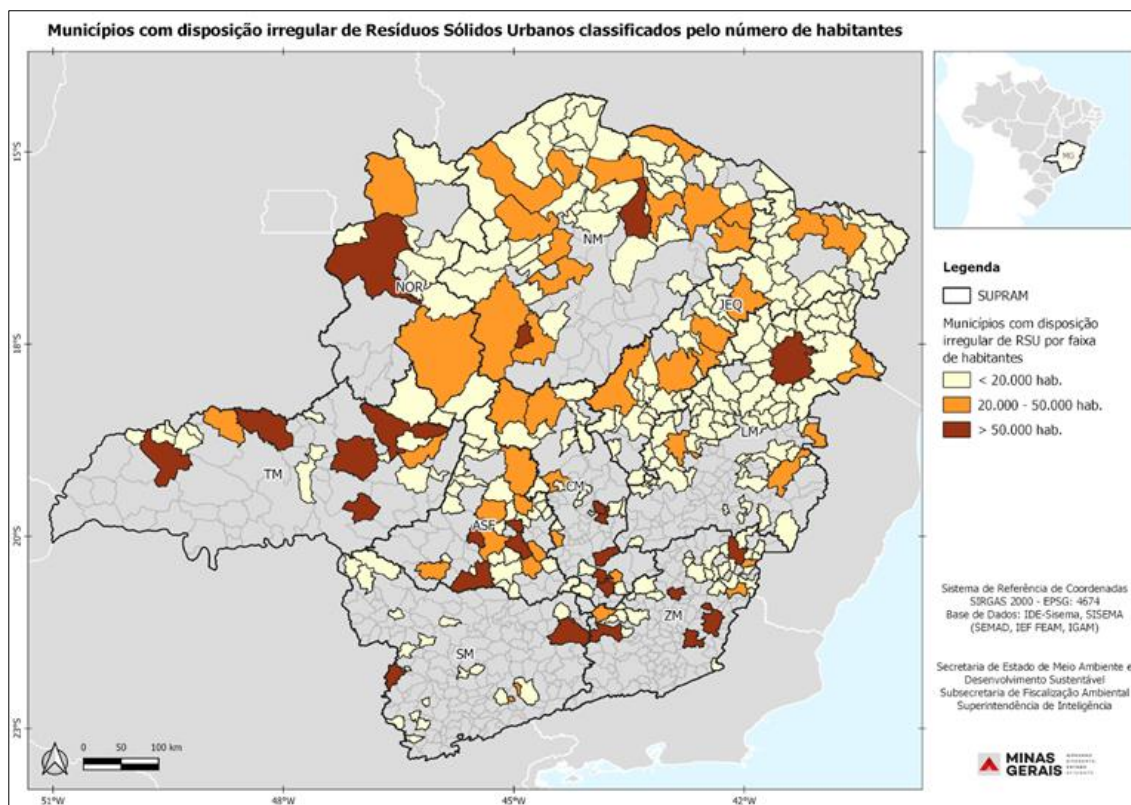 Municípios com disposição irregular de Resíduos Sólidos Urbanos classificados pelo número de habitantes
15°S
18°S
20°S
23°S
51°W
48°W
45°W
42°W
NM
NOR
JEQ
LM
TM
CM
ASF
ZM
SM
0 50 100 km
MG
Legenda
SUPRAM
Municípios com disposição
irregular de RSU por faixa
de habitantes
< 20.000 hab.
20.000 - 50.000 hab.
> 50.000 hab.
Sistema de Referência de Coordenadas
SIRGAS 2000 - EPSG: 4674
Base de Dados: IDE-Sisema, SISEMA
(SEMAD, IEF FEAM, IGAM)
Secretaria de Estado de Meio Ambiente e
Desenvolvimento Sustentável
Subsecretaria de Fiscalização Ambiental
Superintendência de Inteligência
MINAS
GERAIS